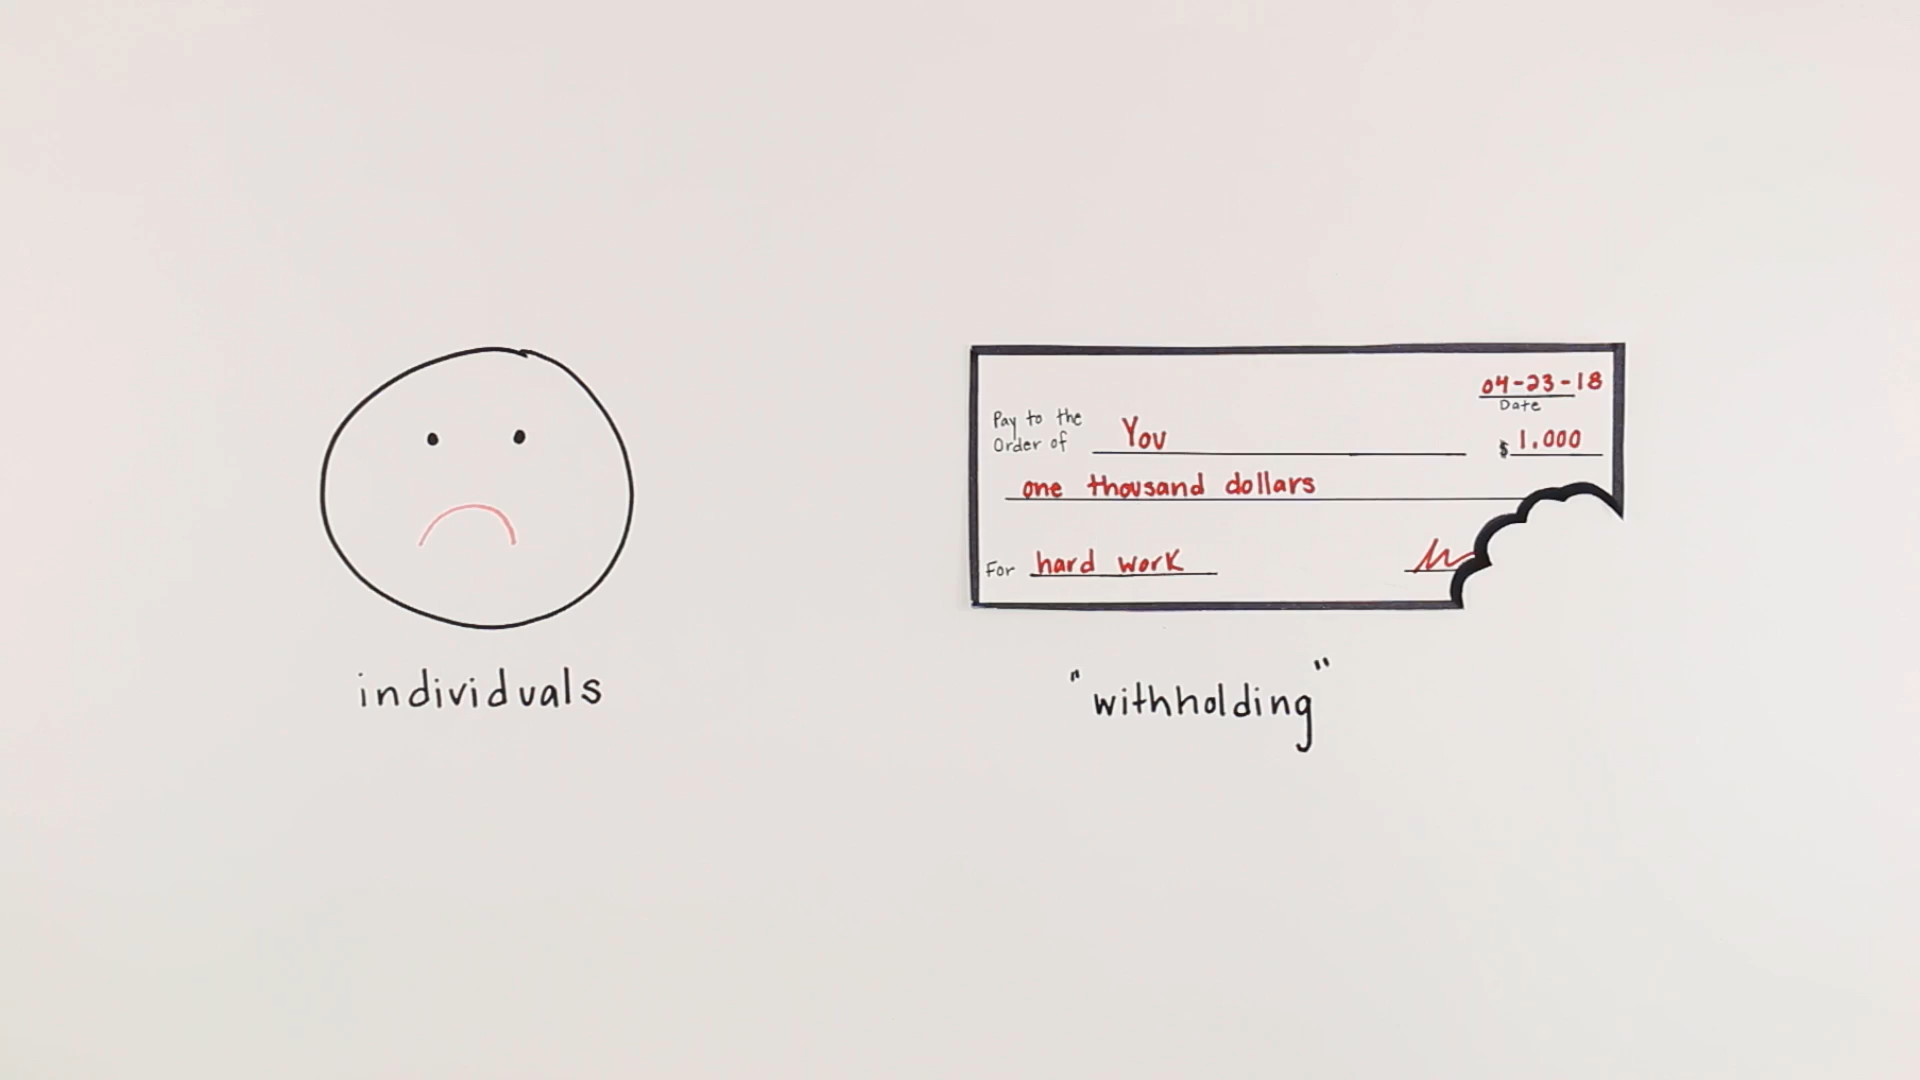 04-23-18
Date
Pay to the
Order of You
$ 1.000
one thousand dollars
For hard work
individuals
"withholding"